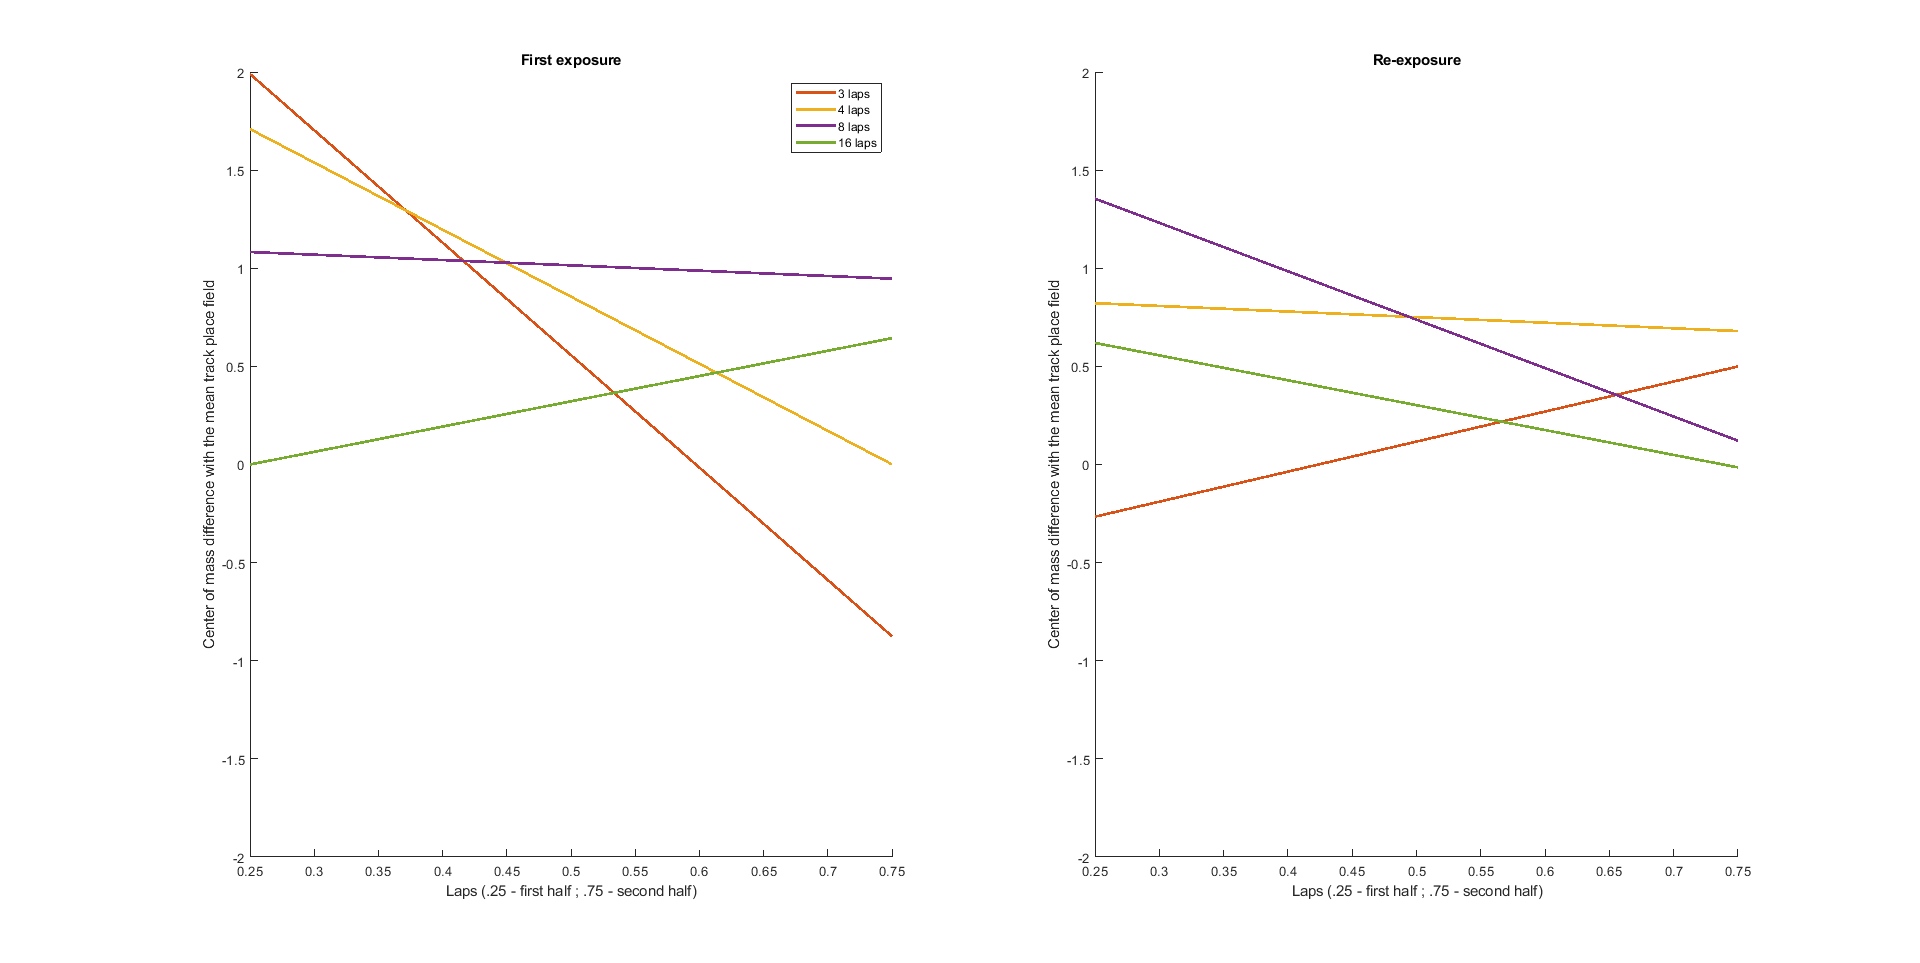 First exposure
3 laps
4 laps
8 laps
16 laps
Center of mass difference with the mean track place field
2
1.5
1
0.5
0
-0.5
-1
-1.5
-2
0.25 0.3 0.35 0.4 0.45 0.5 0.55 0.6 0.65 0.7 0.75
Laps (.25 - first half ; .75 - second half)
Re-exposure
Center of mass difference with the mean track place field
2
1.5
1
0.5
0
-0.5
-1
-1.5
-2
0.25 0.3 0.35 0.4 0.45 0.5 0.55 0.6 0.65 0.7 0.75
Laps (.25 - first half ; .75 - second half)